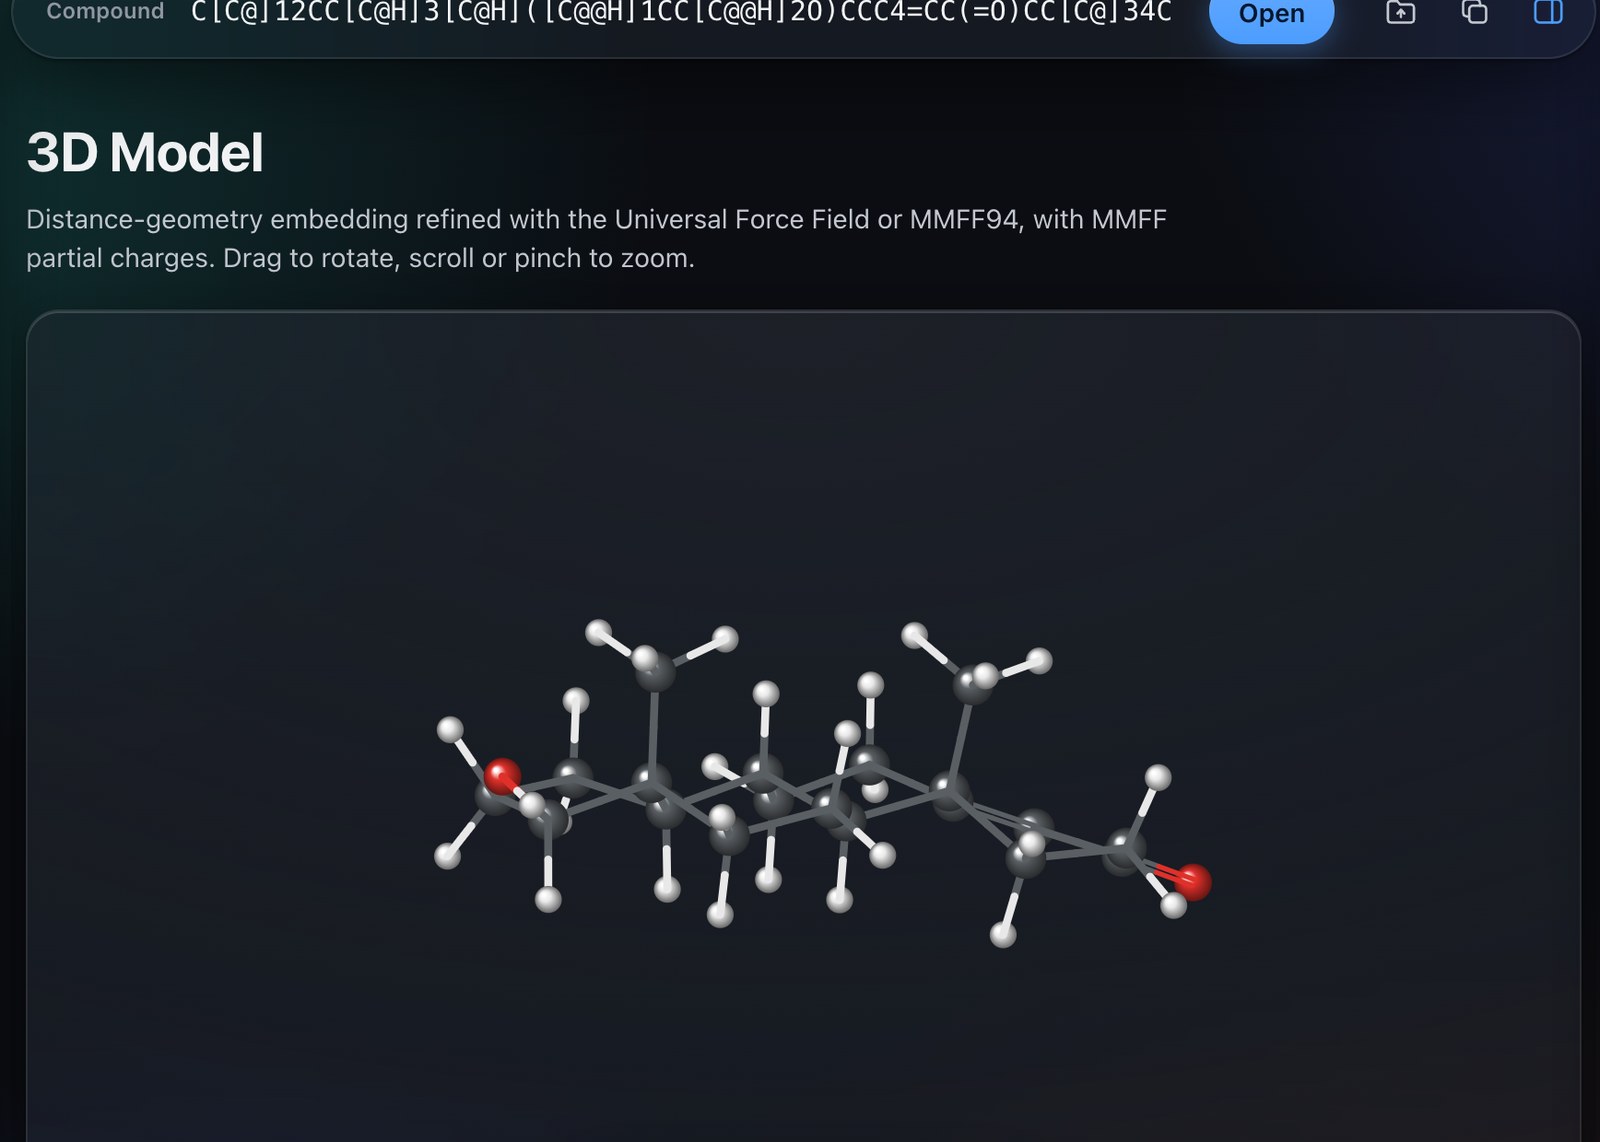 Compound C[C@]12CC[C@H]3[C@H]([C@@H]1CC[C@@H]2O)CCC4=CC(=O)CC[C@]34C Open
3D Model
Distance-geometry embedding refined with the Universal Force Field or MMFF94, with MMFF
partial charges. Drag to rotate, scroll or pinch to zoom.